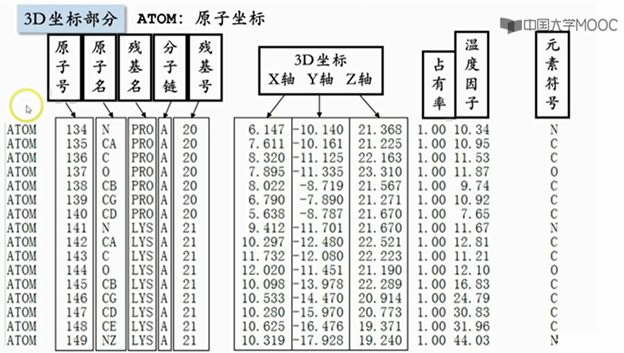 3D坐标部分 ATOM: 原子坐标
中国大学MOOC
原子号 原子名 残基名 分子链 残基号 3D坐标 占有率 温度因子 元素符号
X轴 Y轴 Z轴
ATOM 134 N PRO A 20 6.147 -10.140 21.368 1.00 10.34 N
ATOM 135 CA PRO A 20 7.611 -10.161 21.225 1.00 10.95 C
ATOM 136 C PRO A 20 8.320 -11.125 22.163 1.00 11.53 C
ATOM 137 O PRO A 20 7.895 -11.335 23.310 1.00 11.87 O
ATOM 138 CB PRO A 20 8.022 -8.719 21.567 1.00 9.74 C
ATOM 139 CG PRO A 20 6.790 -7.890 21.271 1.00 10.92 C
ATOM 140 CD PRO A 20 5.638 -8.787 21.670 1.00 7.65 C
ATOM 141 N LYS A 21 9.412 -11.701 21.670 1.00 11.67 N
ATOM 142 CA LYS A 21 10.297 -12.480 22.521 1.00 12.81 C
ATOM 143 C LYS A 21 11.732 -12.080 22.223 1.00 11.21 C
ATOM 144 O LYS A 21 12.020 -11.451 21.190 1.00 12.10 O
ATOM 145 CB LYS A 21 10.098 -13.978 22.289 1.00 16.83 C
ATOM 146 CG LYS A 21 10.533 -14.470 20.914 1.00 24.79 C
ATOM 147 CD LYS A 21 10.280 -15.970 20.773 1.00 30.83 C
ATOM 148 CE LYS A 21 10.625 -16.476 19.371 1.00 31.96 C
ATOM 149 NZ LYS A 21 10.319 -17.928 19.240 1.00 44.03 N